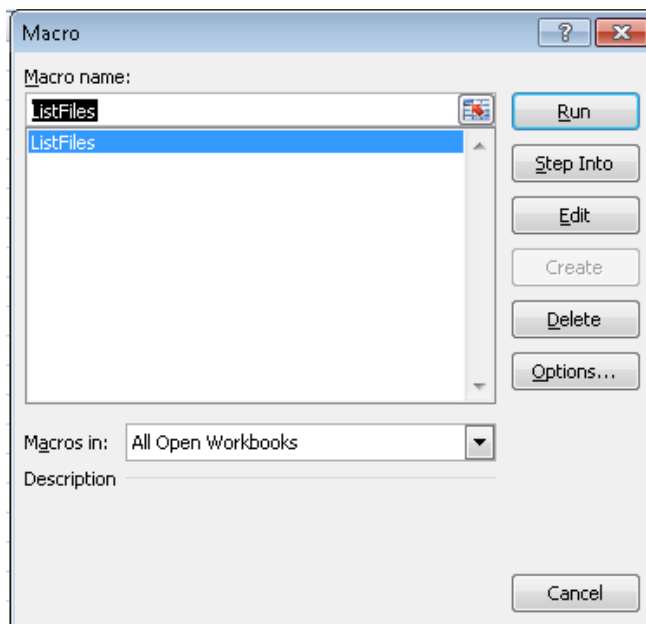 Macro
?
Macro name:
ListFiles
Run
ListFiles
Step Into
Edit
Create
Delete
Options...
Macros in:
All Open Workbooks
Description
Cancel